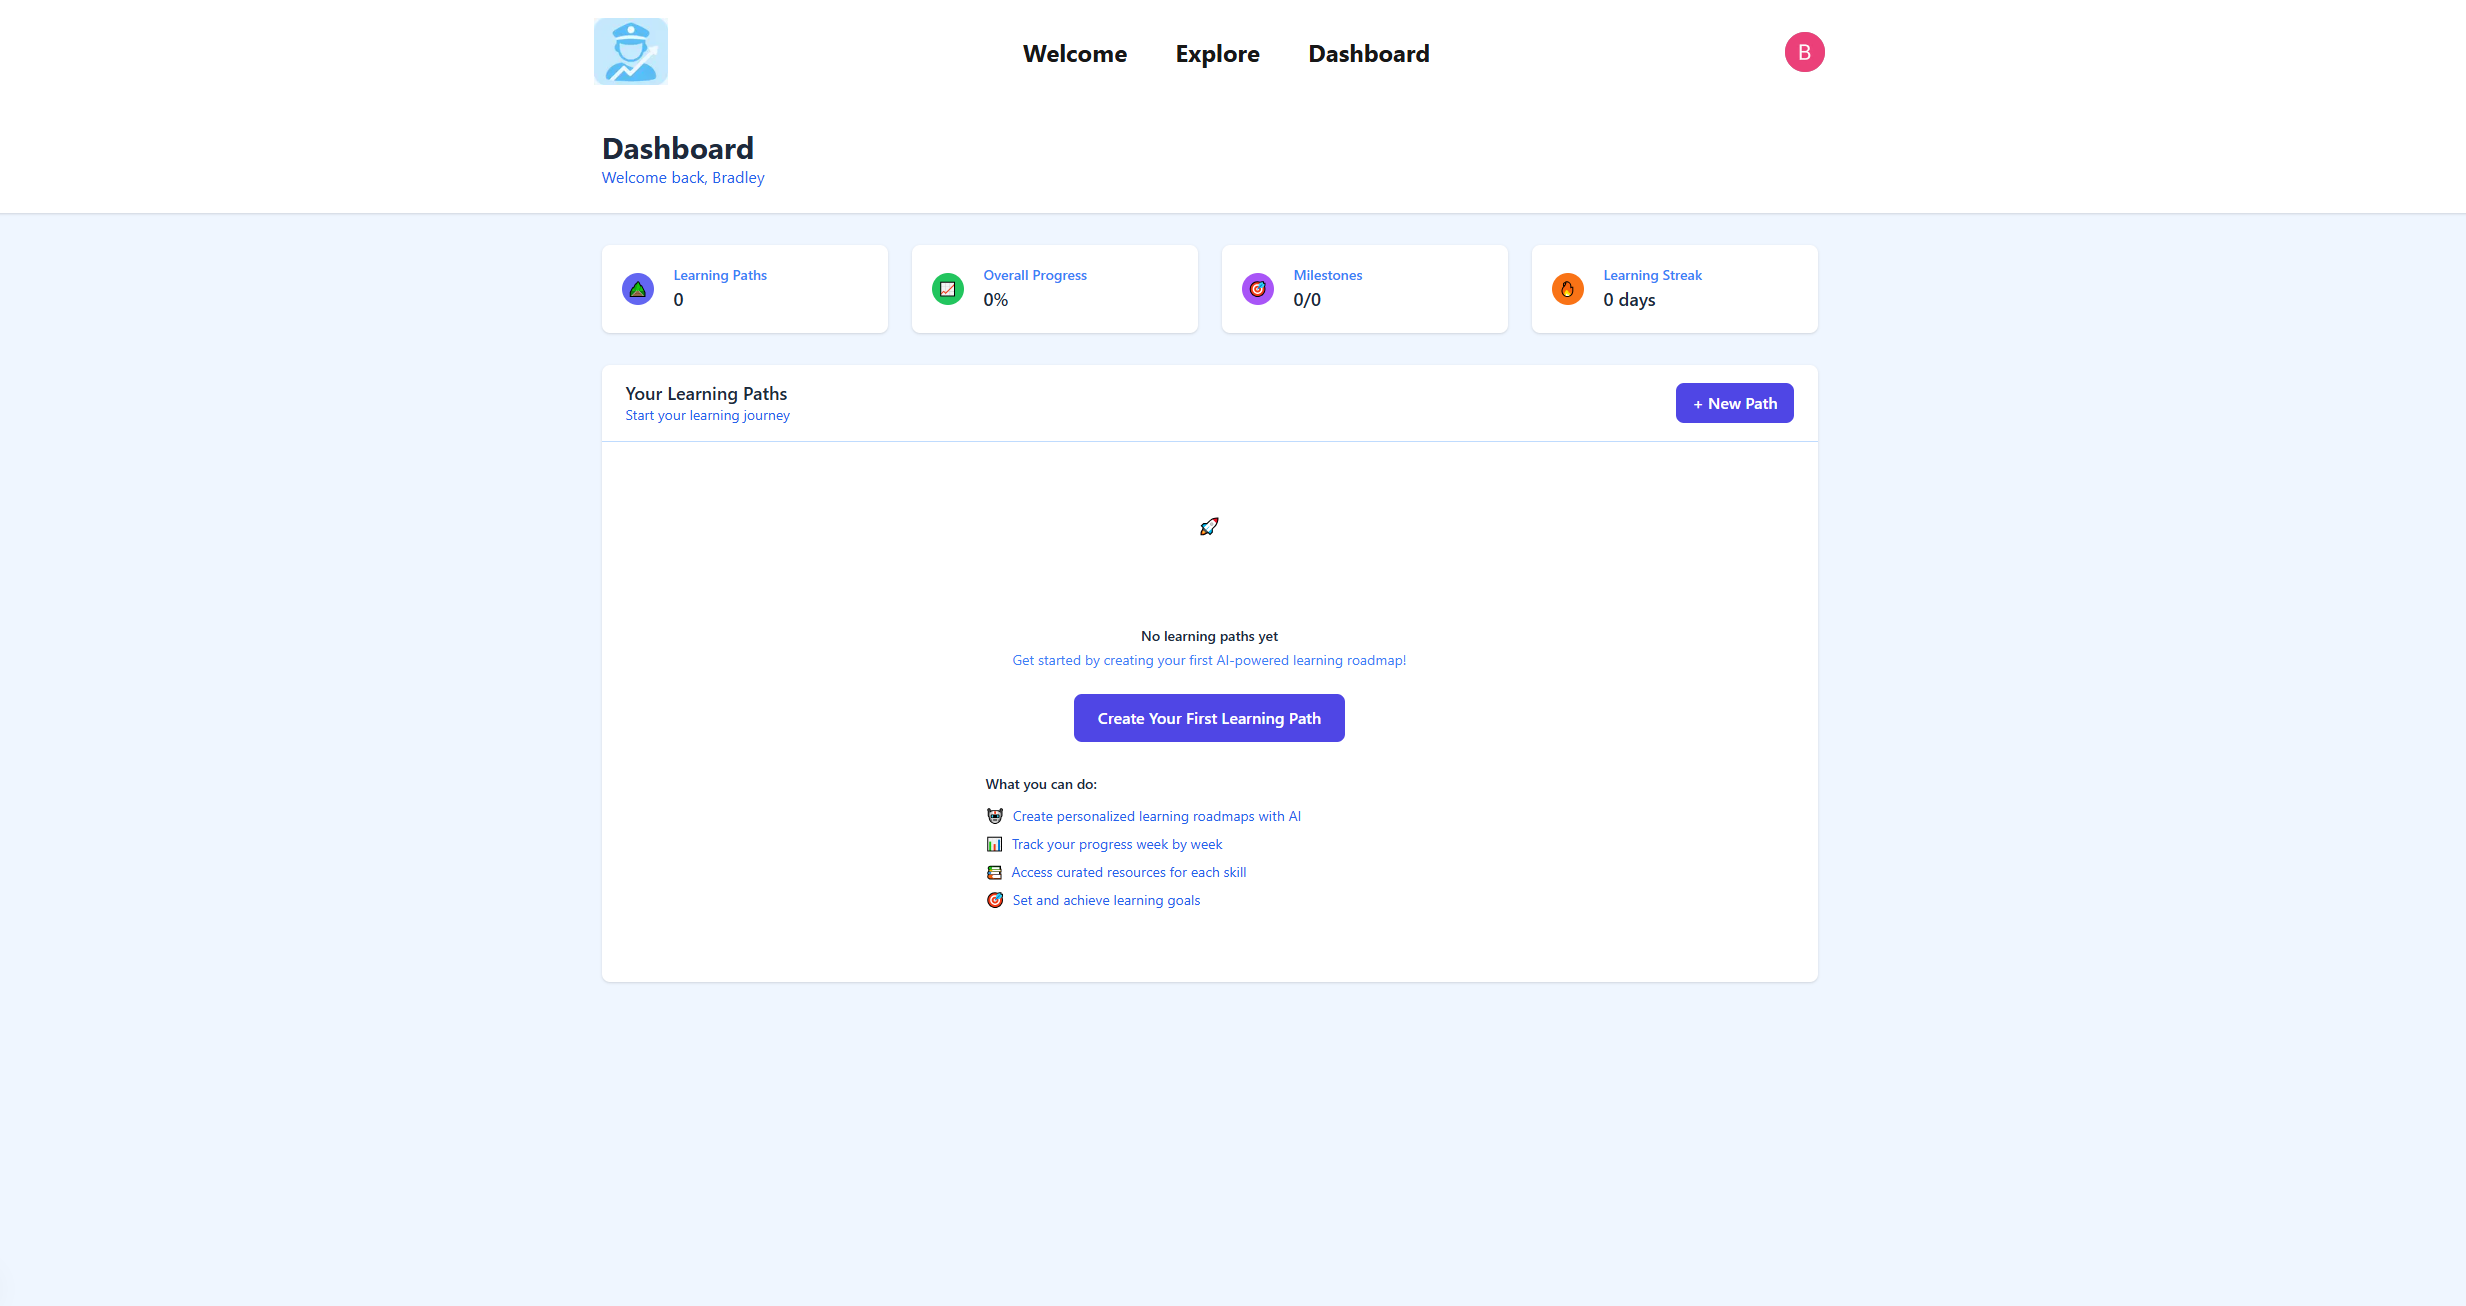 Welcome
Explore
Dashboard
B
Dashboard
Welcome back, Bradley
Learning Paths
0
Overall Progress
0%
Milestones
0/0
Learning Streak
0 days
Your Learning Paths
Start your learning journey
+ New Path
No learning paths yet
Get started by creating your first AI-powered learning roadmap!
Create Your First Learning Path
What you can do:
Create personalized learning roadmaps with AI
Track your progress week by week
Access curated resources for each skill
Set and achieve learning goals